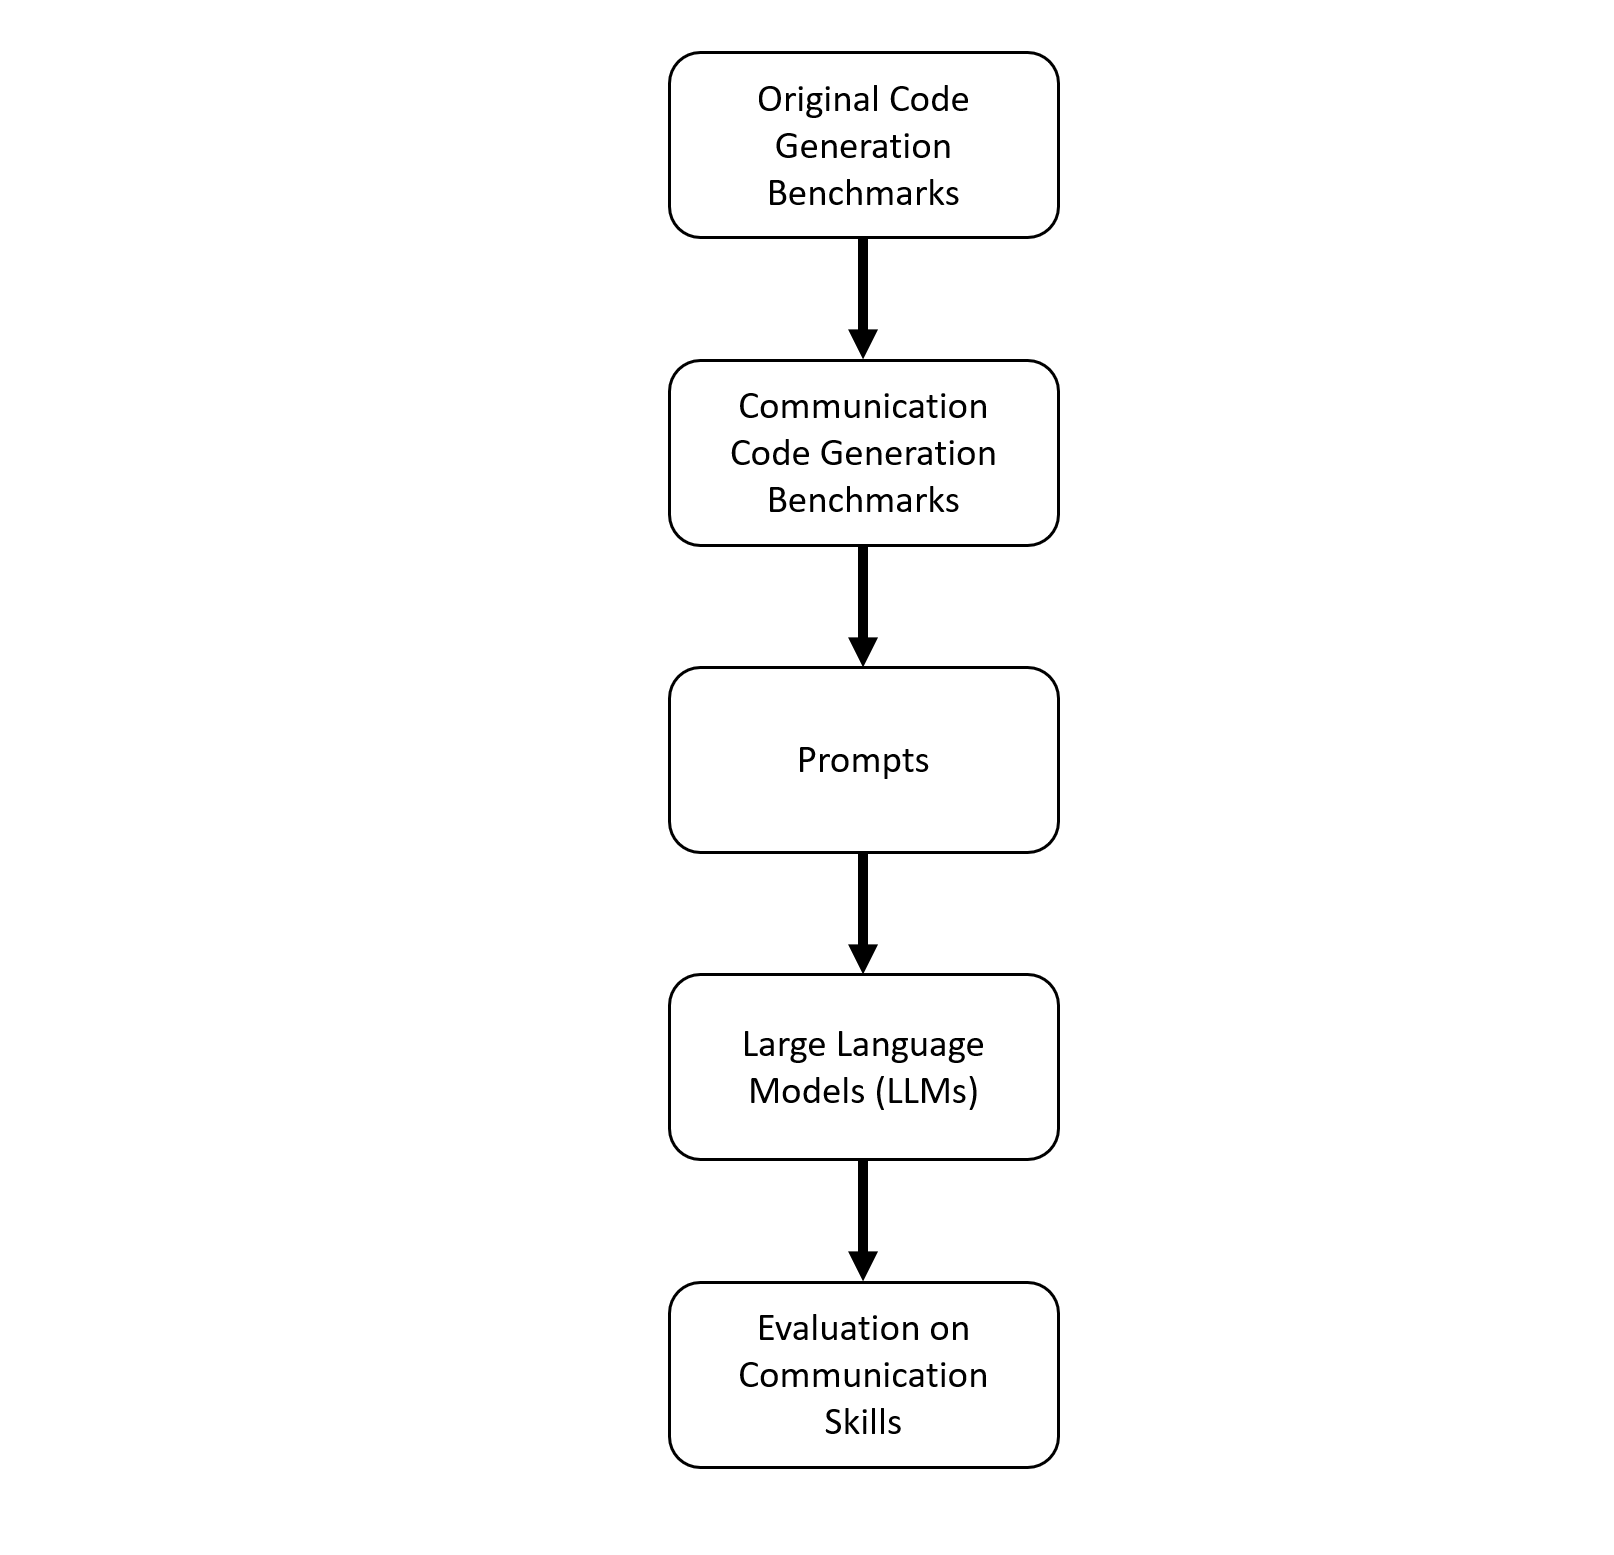 Original Code
Generation
Benchmarks
Communication
Code Generation
Benchmarks
Prompts
Large Language
Models (LLMs)
Evaluation on
Communication
Skills